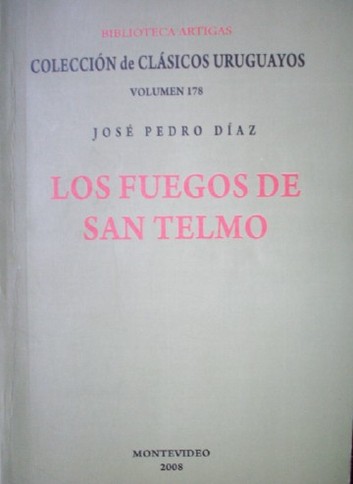 BIBLIOTECA ARTIGAS
COLECCIÓN de CLÁSICOS URUGUAYOS
VOLUMEN 178
JOSÉ PEDRO DÍAZ
LOS FUEGOS DE
SAN TELMO
MONTEVIDEO
2008